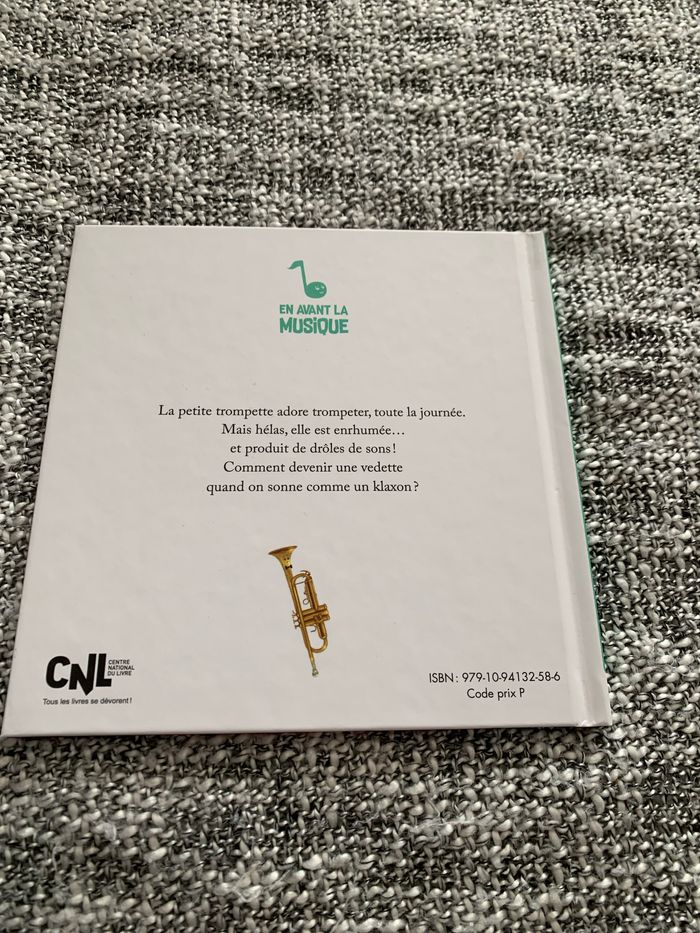 EN AVANT LA
MUSiQUE
La petite trompette adore trompeter, toute la journée.
Mais hélas, elle est enrhumée…
et produit de drôles de sons !
Comment devenir une vedette
quand on sonne comme un klaxon ?
CNL CENTRE
NATIONAL
DU LIVRE
Tous les livres se dévorent !
ISBN : 979-10-94132-58-6
Code prix P